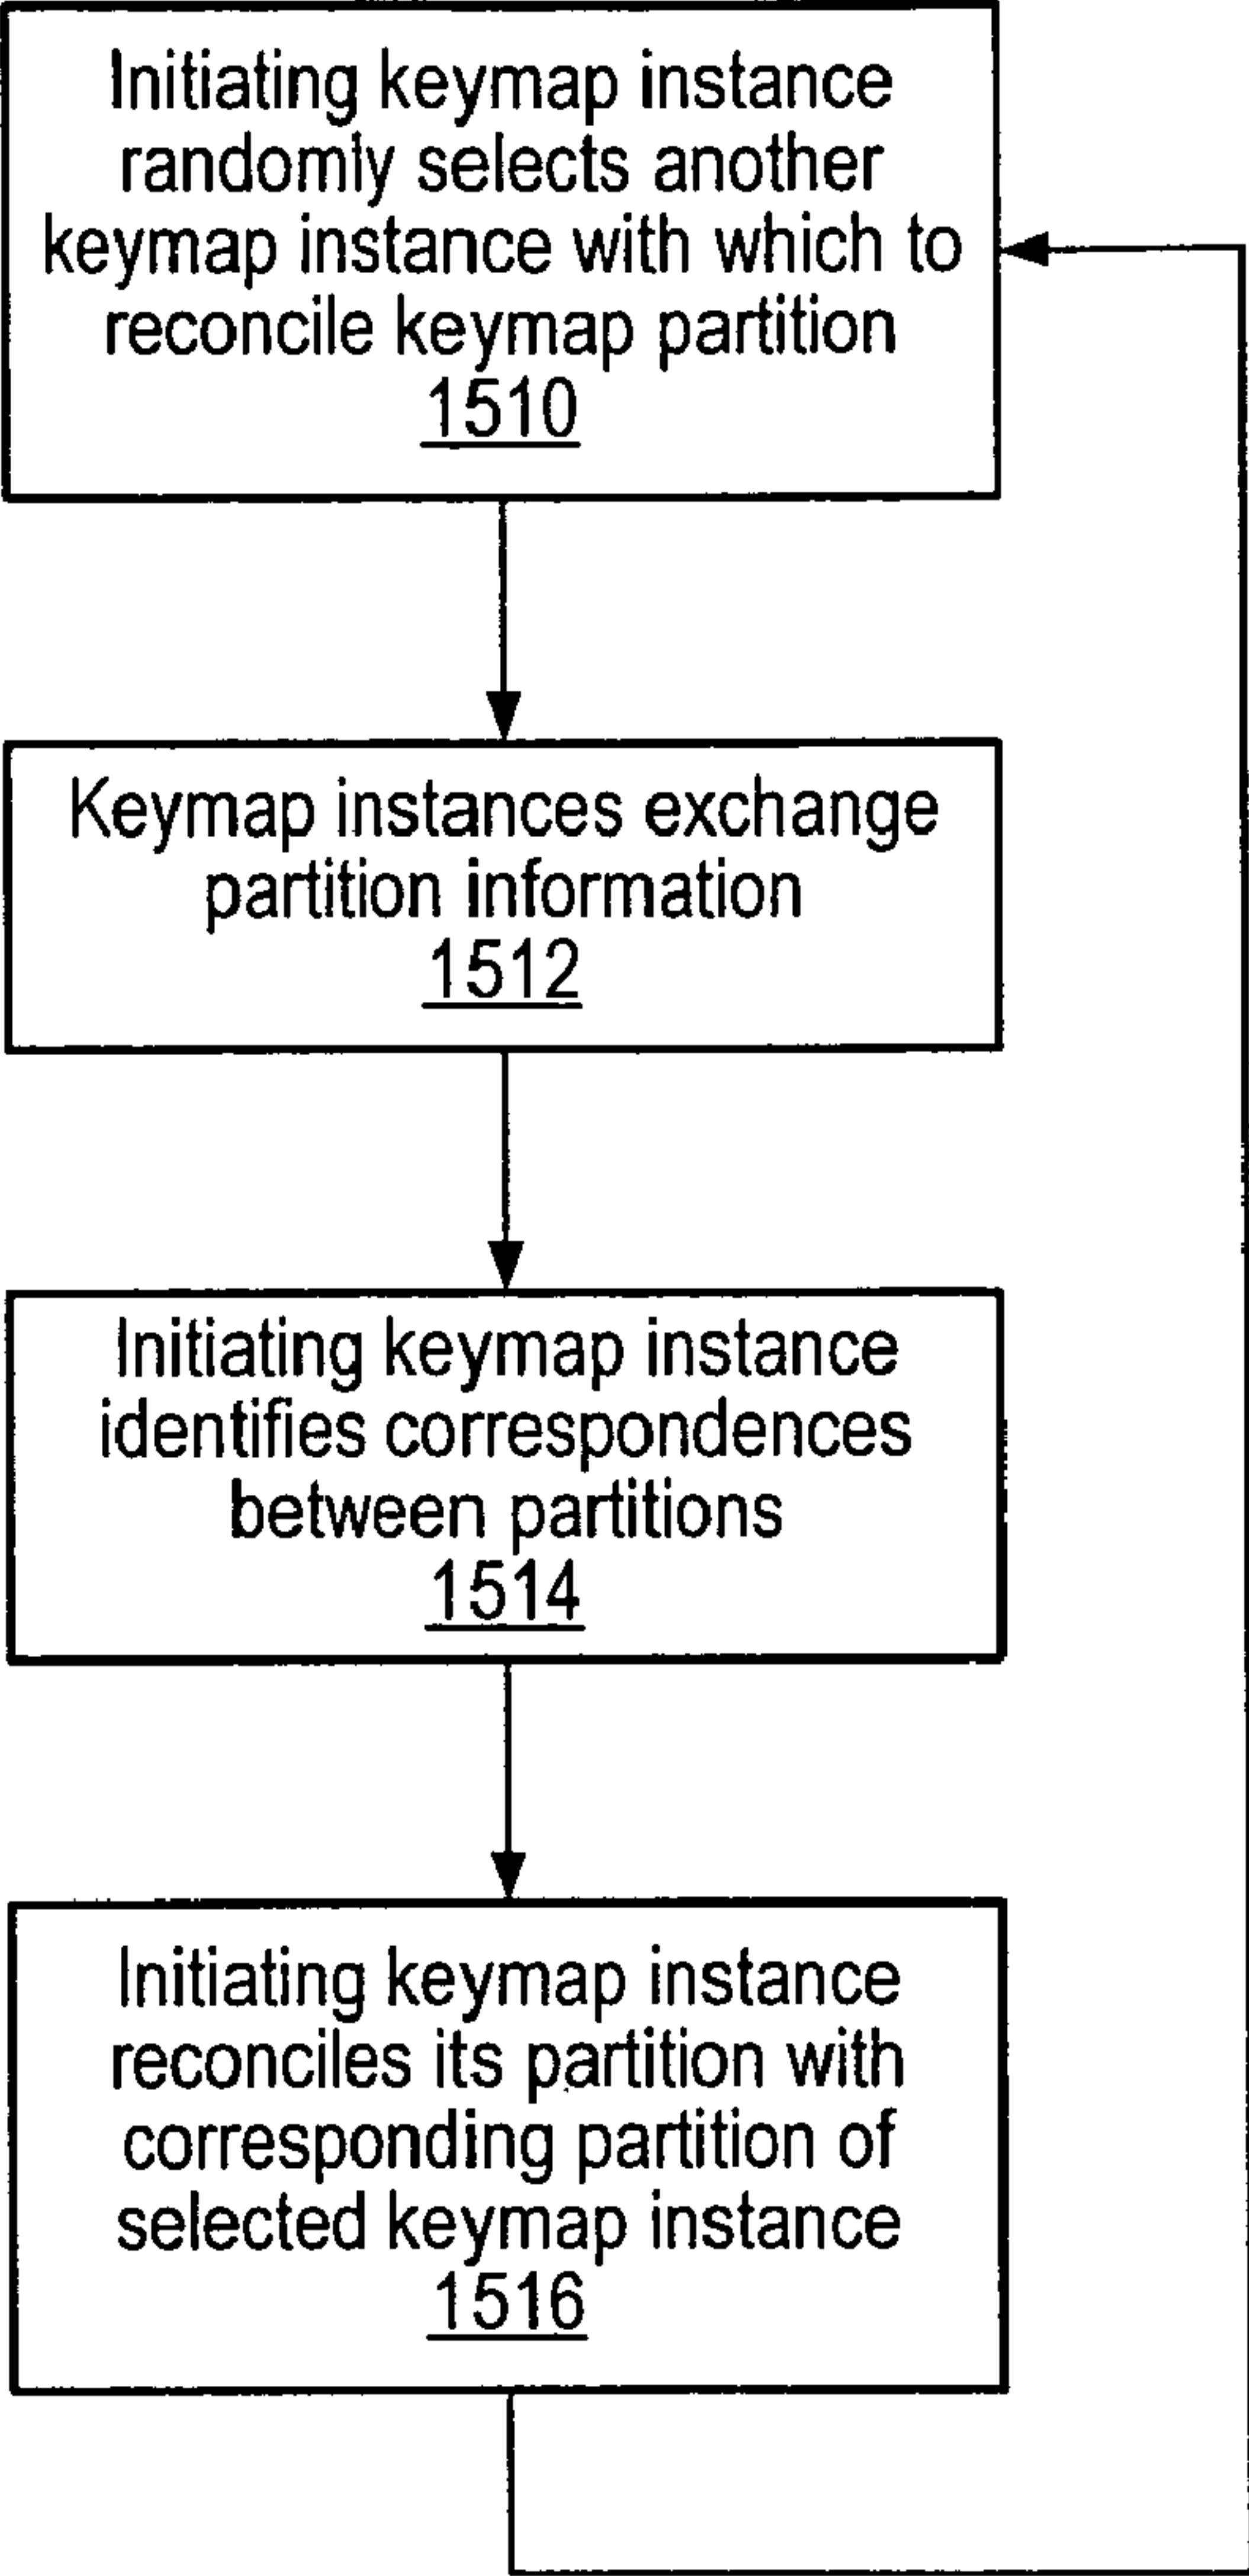 Initiating keymap instance
randomly selects another
keymap instance with which to
reconcile keymap partition
1510
Keymap instances exchange
partition information
1512
Initiating keymap instance
identifies correspondences
between partitions
1514
Initiating keymap instance
reconciles its partition with
corresponding partition of
selected keymap instance
1516